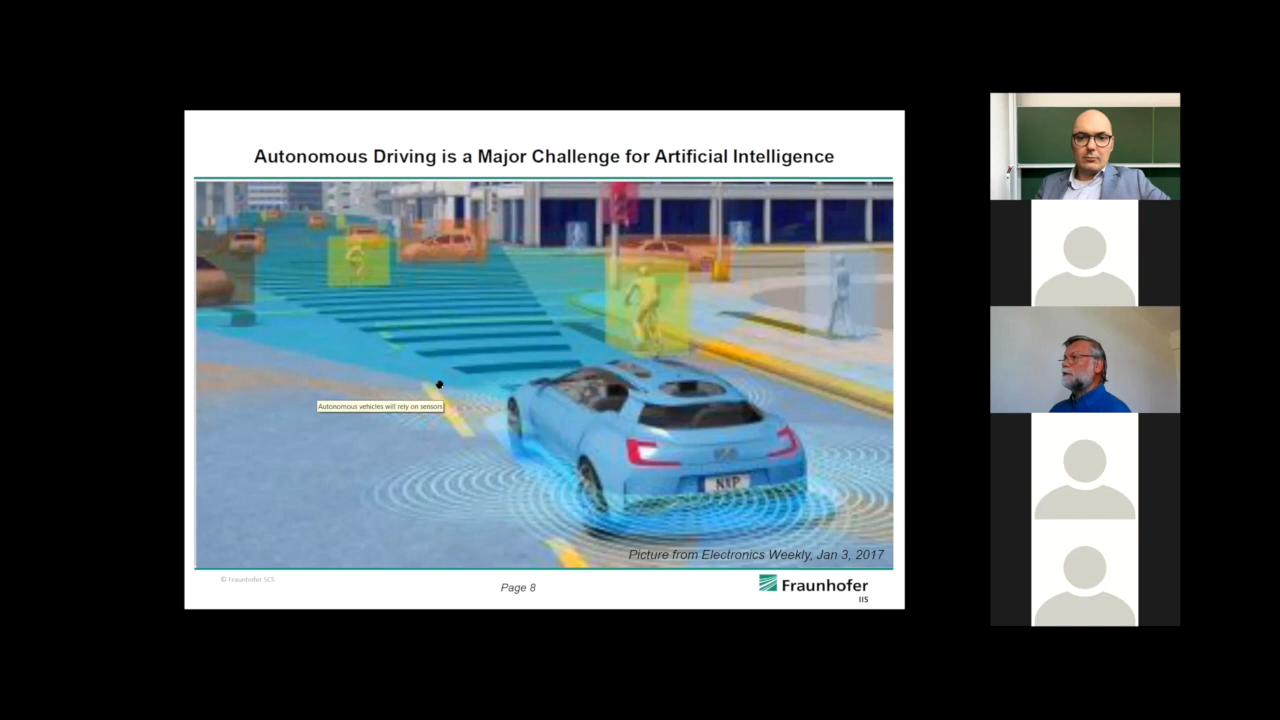 Autonomous Driving is a Major Challenge for Artificial Intelligence
Autonomous vehicles will rely on sensors
Picture from Electronics Weekly, Jan 3, 2017
© Fraunhofer SCS
Page 8
Fraunhofer
IIS